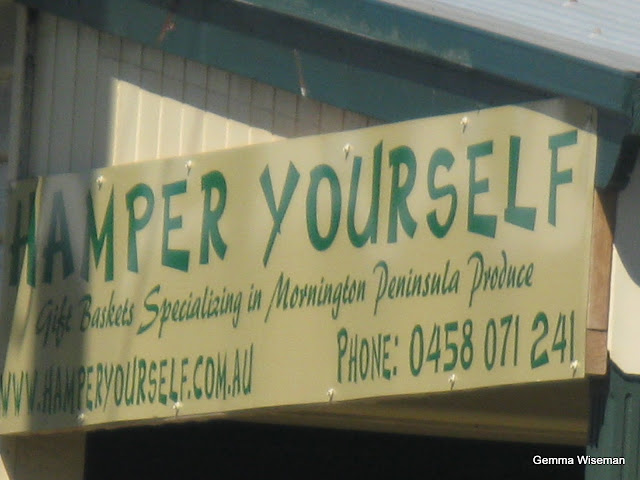 HAMPER YOURSELF
Gift Baskets Specializing in Mornington Peninsula Produce
WWW.HAMPERYOURSELF.COM.AU PHONE: 0458 071 241
Gemma Wiseman